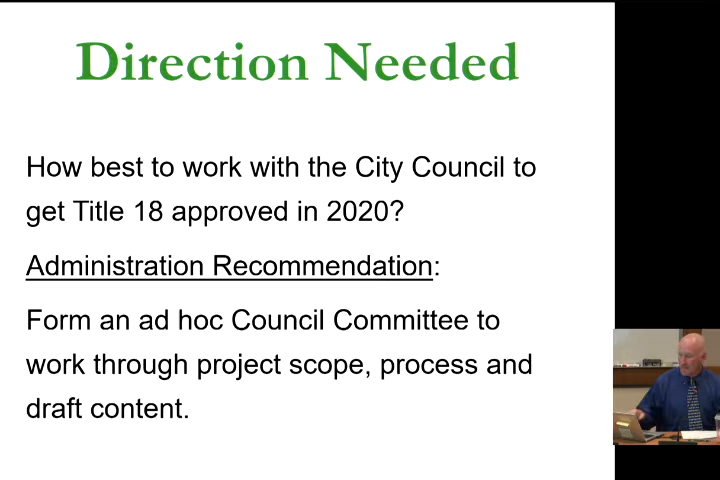 Direction Needed
How best to work with the City Council to
get Title 18 approved in 2020?
Administration Recommendation:
Form an ad hoc Council Committee to
work through project scope, process and
draft content.